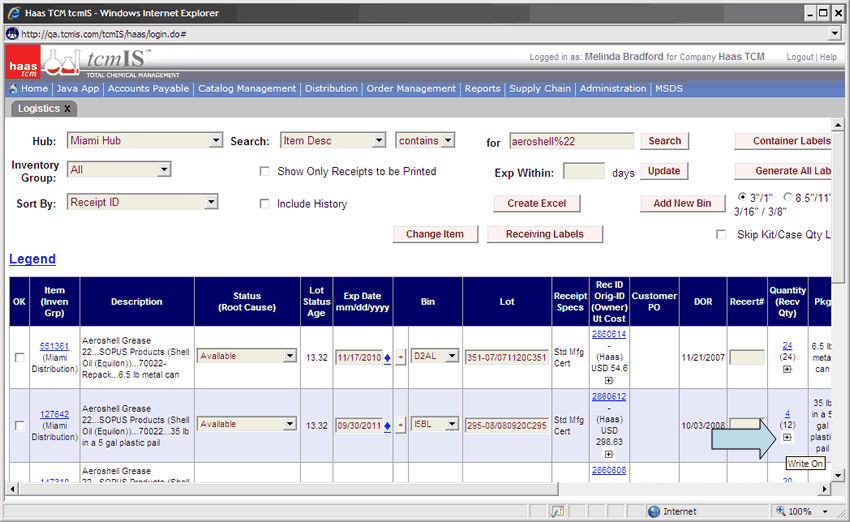 Haas TCM tcmIS - Windows Internet Explorer
http://qa.tcmis.com/tcmIS/haas/login.do#
haas tcm tcmIS™ TOTAL CHEMICAL MANAGEMENT
Logged in as: Melinda Bradford for Company Haas TCM Logout | Help
Home | Java App | Accounts Payable | Catalog Management | Distribution | Order Management | Reports | Supply Chain | Administration | MSDS
Logistics x
Hub: Miami Hub Search: Item Desc contains for aeroshell%22 Search Container Labels
Inventory Group: All Show Only Receipts to be Printed Exp Within: days Update Generate All Lab
Sort By: Receipt ID Include History Create Excel Add New Bin 3"/1" 8.5"/11"
3/16" / 3/8"
Change Item Receiving Labels Skip Kit/Case Qty L
Legend
OK Item (Inven Grp) Description Status (Root Cause) Lot Status Age Exp Date mm/dd/yyyy Bin Lot Receipt Specs Rec ID Orig-ID (Owner) Ut Cost Customer PO DOR Recert# Quantity (Recv Qty) Pkg
551361 (Miami Distribution) Aeroshell Grease 22...SOPUS Products (Shell Oil (Equilon))...70022-Repack...6.5 lb metal can Available 13.32 11/17/2010 + D2AL 351-07/071120C351 Std Mfg Cert 2860614 - (Haas) USD 54.6 11/21/2007 24 (24) 6.5 lb metal can
127842 (Miami Distribution) Aeroshell Grease 22...SOPUS Products (Shell Oil (Equilon))...70022...35 lb in a 5 gal plastic pail Available 13.32 09/30/2011 + I5BL 295-08/080920C295 Std Mfg Cert 2860612 - (Haas) USD 298.63 10/03/2008 4 (12) 35 lb in a 5 gal plastic pail
Write On
Aeroshell Grease 2860608
Internet 100%